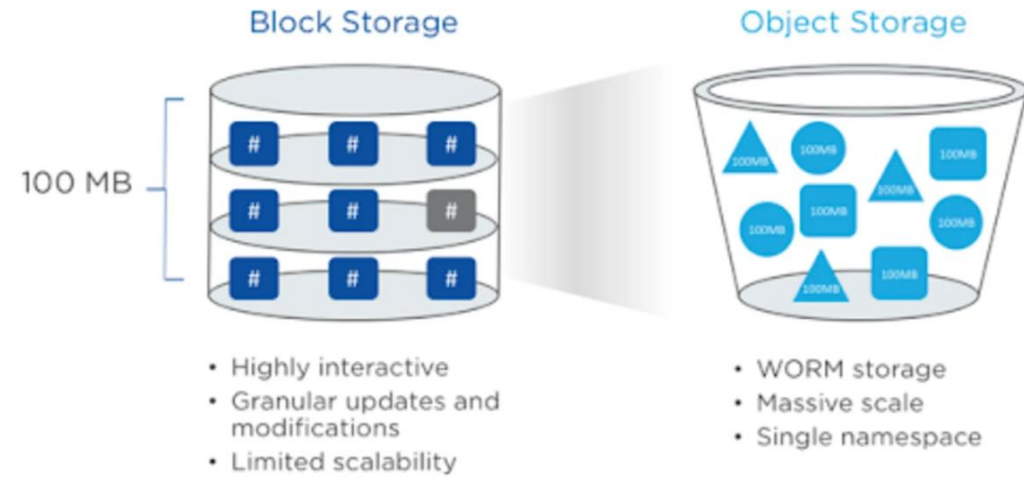 Block Storage
Object Storage
100 MB
# # #
# # #
# # #
100MB 100MB 100MB
100MB
100MB
100MB 100MB
100MB 100MB
• Highly interactive
• Granular updates and
modifications
• Limited scalability
• WORM storage
• Massive scale
• Single namespace